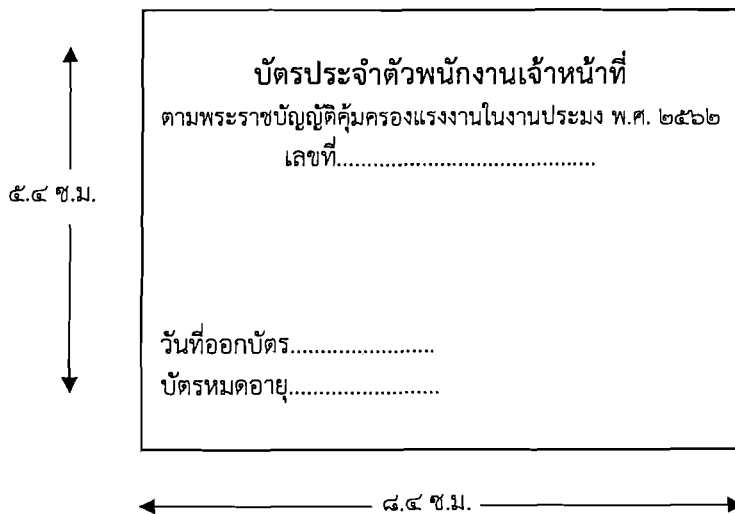 บัตรประจำตัวพนักงานเจ้าหน้าที่
ตามพระราชบัญญัติคุ้มครองแรงงานในงานประมง พ.ศ. ๒๕๖๒
เลขที่..........................................
๕.๔ ซ.ม.
วันที่ออกบัตร........................
บัตรหมดอายุ.........................
๘.๔ ซ.ม.